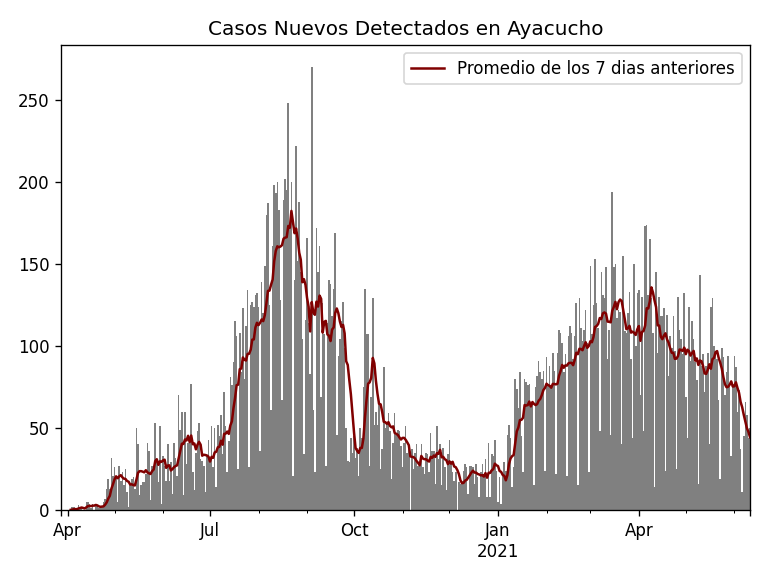 Casos Nuevos Detectados en Ayacucho
Promedio de los 7 dias anteriores
250
200
150
100
50
0
Apr
Jul
Oct
Jan
2021
Apr